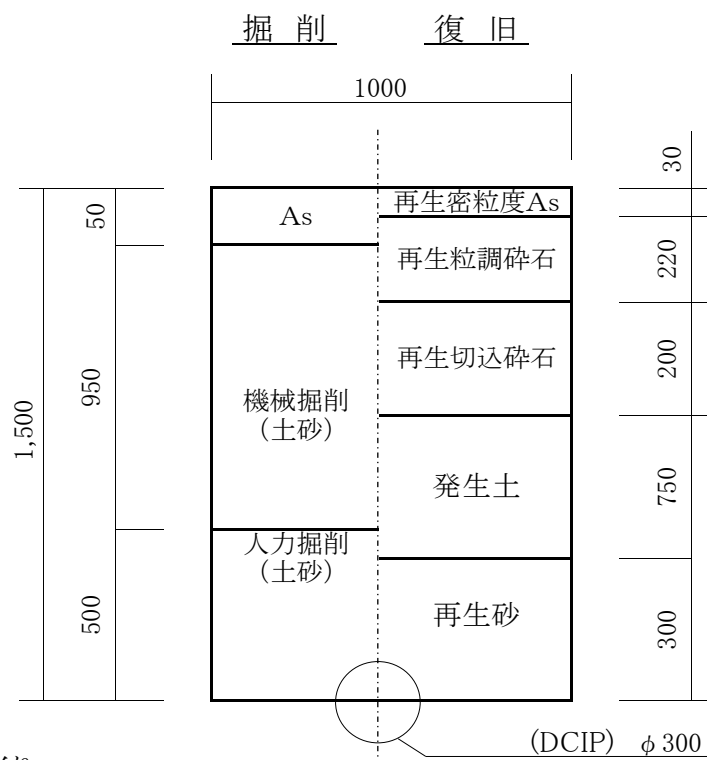 掘 削 復 旧
1000
30
50
As
再生密粒度As
再生粒調砕石
220
再生切込砕石
200
950
1,500
機械掘削
(土砂)
発生土
750
人力掘削
(土砂)
500
再生砂
300
(DCIP) φ300